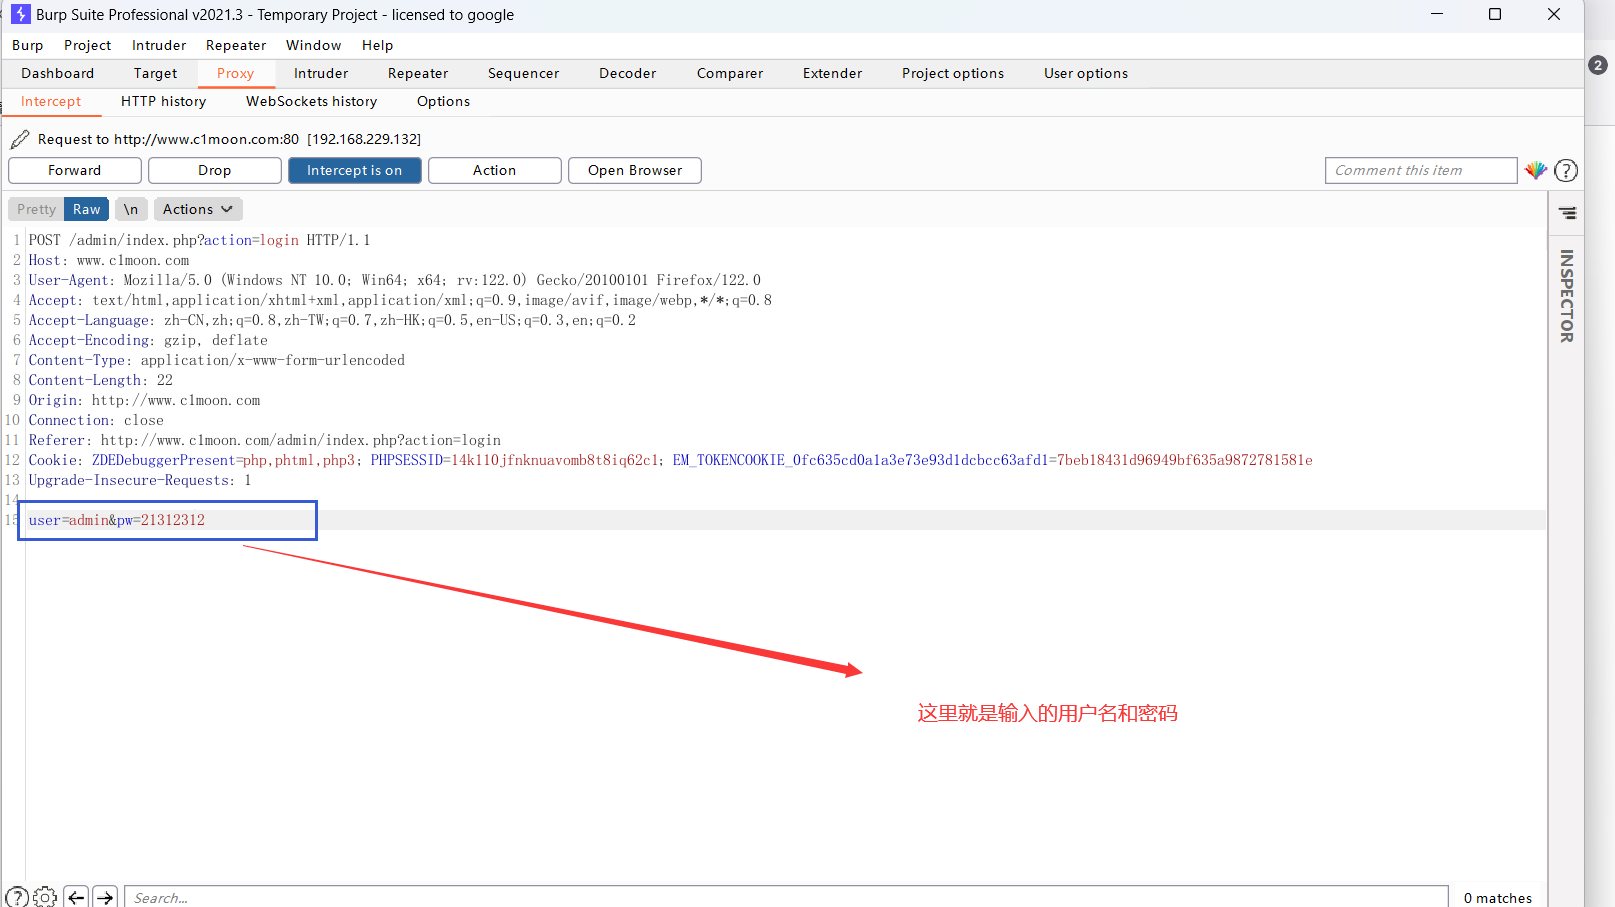 Burp Suite Professional v2021.3 - Temporary Project - licensed to google
Burp Project Intruder Repeater Window Help
Dashboard Target Proxy Intruder Repeater Sequencer Decoder Comparer Extender Project options User options
2
Intercept HTTP history WebSockets history Options
Request to http://www.c1moon.com:80 [192.168.229.132]
Forward Drop Intercept is on Action Open Browser Comment this item ?
Pretty Raw \n Actions
INSPECTOR
1 POST /admin/index.php?action=login HTTP/1.1
2 Host: www.c1moon.com
3 User-Agent: Mozilla/5.0 (Windows NT 10.0; Win64; x64; rv:122.0) Gecko/20100101 Firefox/122.0
4 Accept: text/html,application/xhtml+xml,application/xml;q=0.9,image/avif,image/webp,*/*;q=0.8
5 Accept-Language: zh-CN,zh;q=0.8,zh-TW;q=0.7,zh-HK;q=0.5,en-US;q=0.3,en;q=0.2
6 Accept-Encoding: gzip, deflate
7 Content-Type: application/x-www-form-urlencoded
8 Content-Length: 22
9 Origin: http://www.c1moon.com
10 Connection: close
11 Referer: http://www.c1moon.com/admin/index.php?action=login
12 Cookie: ZDEDebuggerPresent=php,phtml,php3; PHPSESSID=14k110jfnknuavomb8t8iq62c1; EM_TOKENCOOKIE_0fc635cd0a1a3e73e93d1dcbcc63afd1=7beb18431d96949bf635a9872781581e
13 Upgrade-Insecure-Requests: 1
14
15 user=admin&pw=21312312
这里就是输入的用户名和密码
? Search... 0 matches